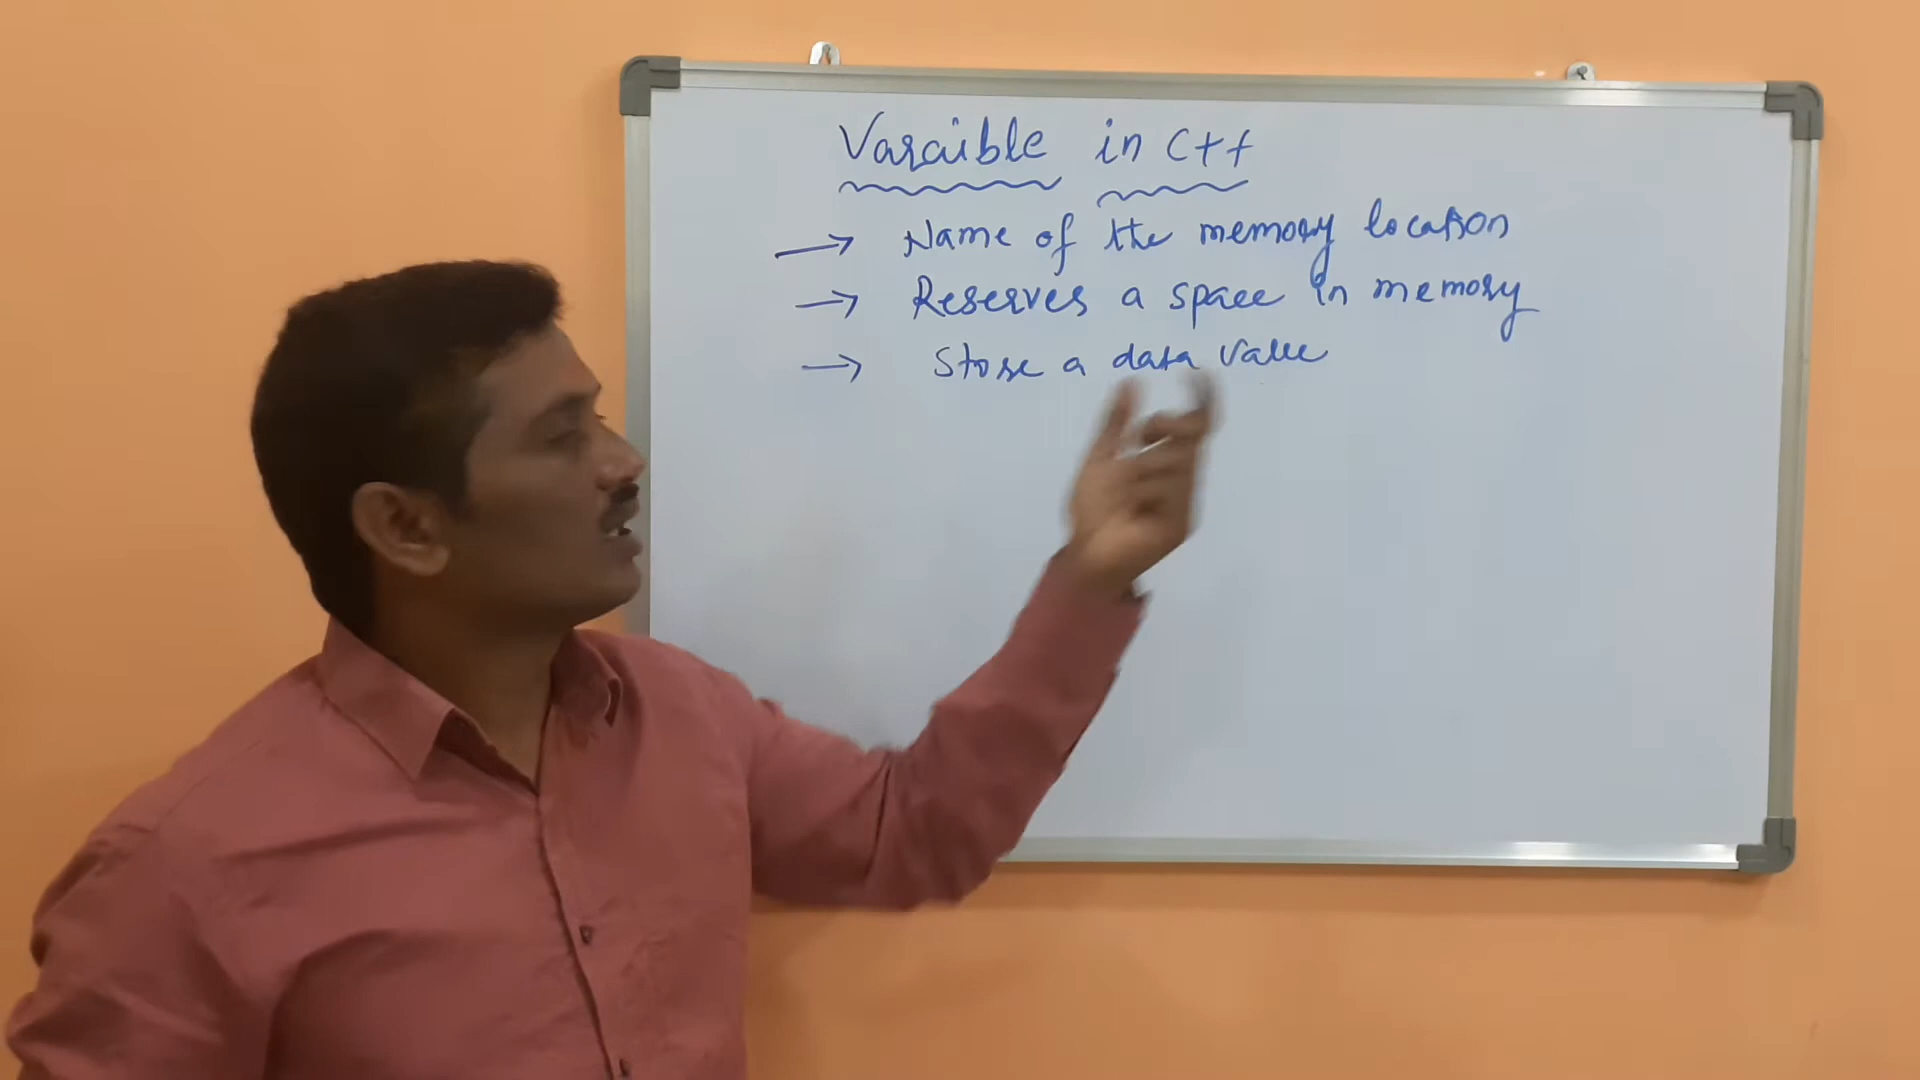 Varaible in C++
→ Name of the memory location
→ Reserves a space in memory
→ Store a data value